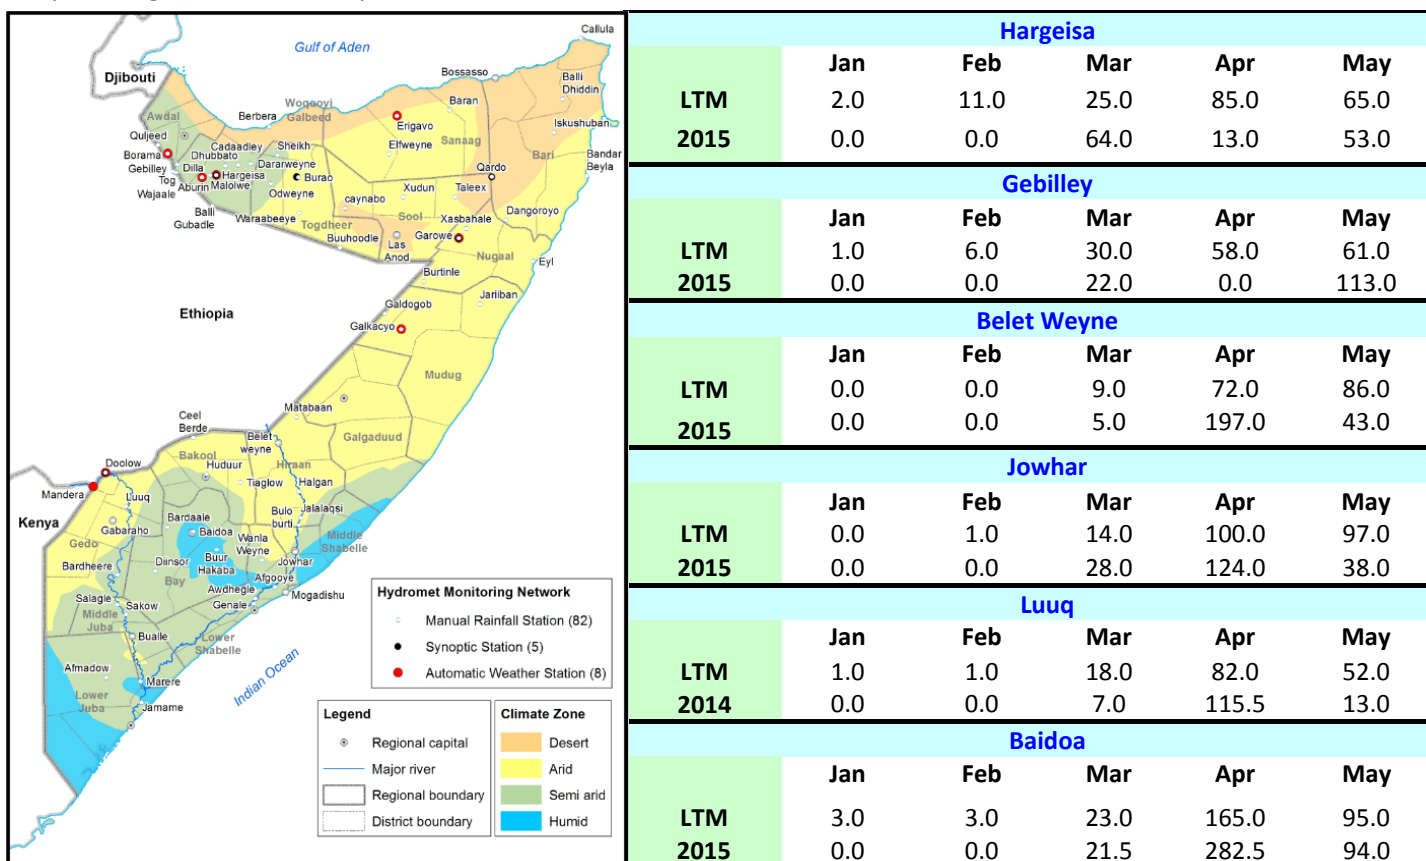 Gulf of Aden
Callula
Djibouti
Bossasso
Balli
Dhiddin
Woqooyi
Galbeed
Baran
Awdal
Berbera
Erigavo
Iskushuban
Quljeed
Sanaag
Cadaadley
Sheikh
Elfweyne
Borama
Dhubbato
Bari
Bandar
Beyla
Gebilley
Dilla
Dararweyne
Qardo
Hargeisa
Burao
Tog
Wajaale
Aburin
Malolwe
Odweyne
Xudun
Taleex
caynabo
Balli
Gubadle
Waraabeeye
Togdheer
Sool
Xasbahale
Dangoroyo
Buuhoodle
Las
Anod
Garowe
Nugaal
Eyl
Burtinle
Jariiban
Ethiopia
Galdogob
Galkacyo
Mudug
Matabaan
Ceel
Berde
Belet
weyne
Galgaduud
Bakool
Doolow
Huduur
Hiraan
Mandera
Tiaglow
Halgan
Luuq
Kenya
Bulo
burti
Jalalaqsi
Bardaale
Gabaraho
Baidoa
Wanla
Weyne
Middle
Shabelle
Gedo
Buur
Hakaba
Jowhar
Bardheere
Diinsor
Bay
Afgooye
Awdhegle
Mogadishu
Salagle
Sakow
Genale
Middle
Juba
Bualle
Lower
Shabelle
Afmadow
Marere
Indian Ocean
Lower
Juba
Jamame
Hydromet Monitoring Network
Manual Rainfall Station (82)
Synoptic Station (5)
Automatic Weather Station (8)
Legend
Regional capital
Major river
Regional boundary
District boundary
Climate Zone
Desert
Arid
Semi arid
Humid
Hargeisa
Jan Feb Mar Apr May
LTM 2.0 11.0 25.0 85.0 65.0
2015 0.0 0.0 64.0 13.0 53.0
Gebilley
Jan Feb Mar Apr May
LTM 1.0 6.0 30.0 58.0 61.0
2015 0.0 0.0 22.0 0.0 113.0
Belet Weyne
Jan Feb Mar Apr May
LTM 0.0 0.0 9.0 72.0 86.0
2015 0.0 0.0 5.0 197.0 43.0
Jowhar
Jan Feb Mar Apr May
LTM 0.0 1.0 14.0 100.0 97.0
2015 0.0 0.0 28.0 124.0 38.0
Luuq
Jan Feb Mar Apr May
LTM 1.0 1.0 18.0 82.0 52.0
2014 0.0 0.0 7.0 115.5 13.0
Baidoa
Jan Feb Mar Apr May
LTM 3.0 3.0 23.0 165.0 95.0
2015 0.0 0.0 21.5 282.5 94.0